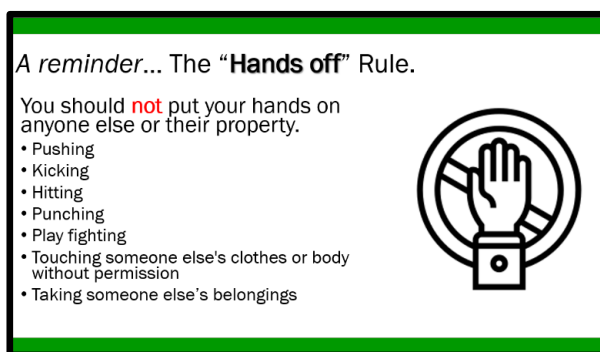 A reminder... The “Hands off” Rule.
You should not put your hands on
anyone else or their property.
• Pushing
• Kicking
• Hitting
• Punching
• Play fighting
• Touching someone else's clothes or body
without permission
• Taking someone else’s belongings